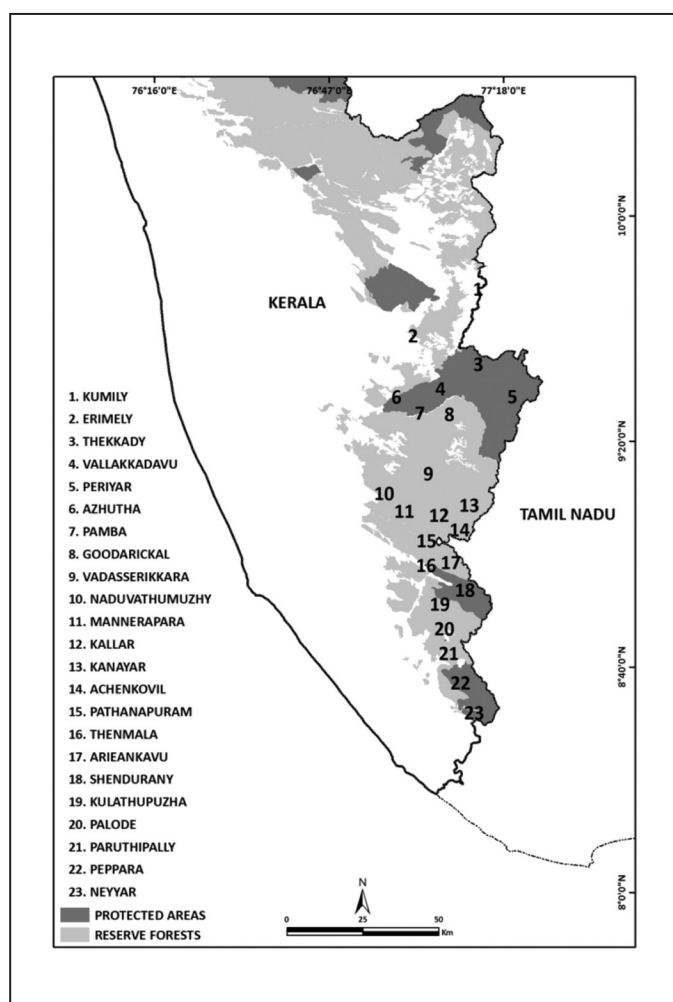 76°16'0"E 76°47'0"E 77°18'0"E
10°0'0"N
1
KERALA
2
3
4
6 5
1. KUMILY
7 8
2. ERIMELY
9°20'0"N
3. THEKKADY
4. VALLAKKADAVU
9
5. PERIYAR
10 13
6. AZHUTHA
11 12 TAMIL NADU
7. PAMBA
14
15
8. GOODARICKAL
16 17
9. VADASSERIKKARA
18
10. NADUVATHUMUZHY
19
11. MANNERAPARA
20
12. KALLAR
21
13. KANAYAR
8°40'0"N
22
14. ACHENKOVIL
23
15. PATHANAPURAM
16. THENMALA
17. ARIEANKAVU
18. SHENDURANY
19. KULATHUPUZHA
20. PALODE
21. PARUTHIPALLY
22. PEPPARA
N
23. NEYYAR
8°0'0"N
PROTECTED AREAS
0 25 50
RESERVE FORESTS
Km